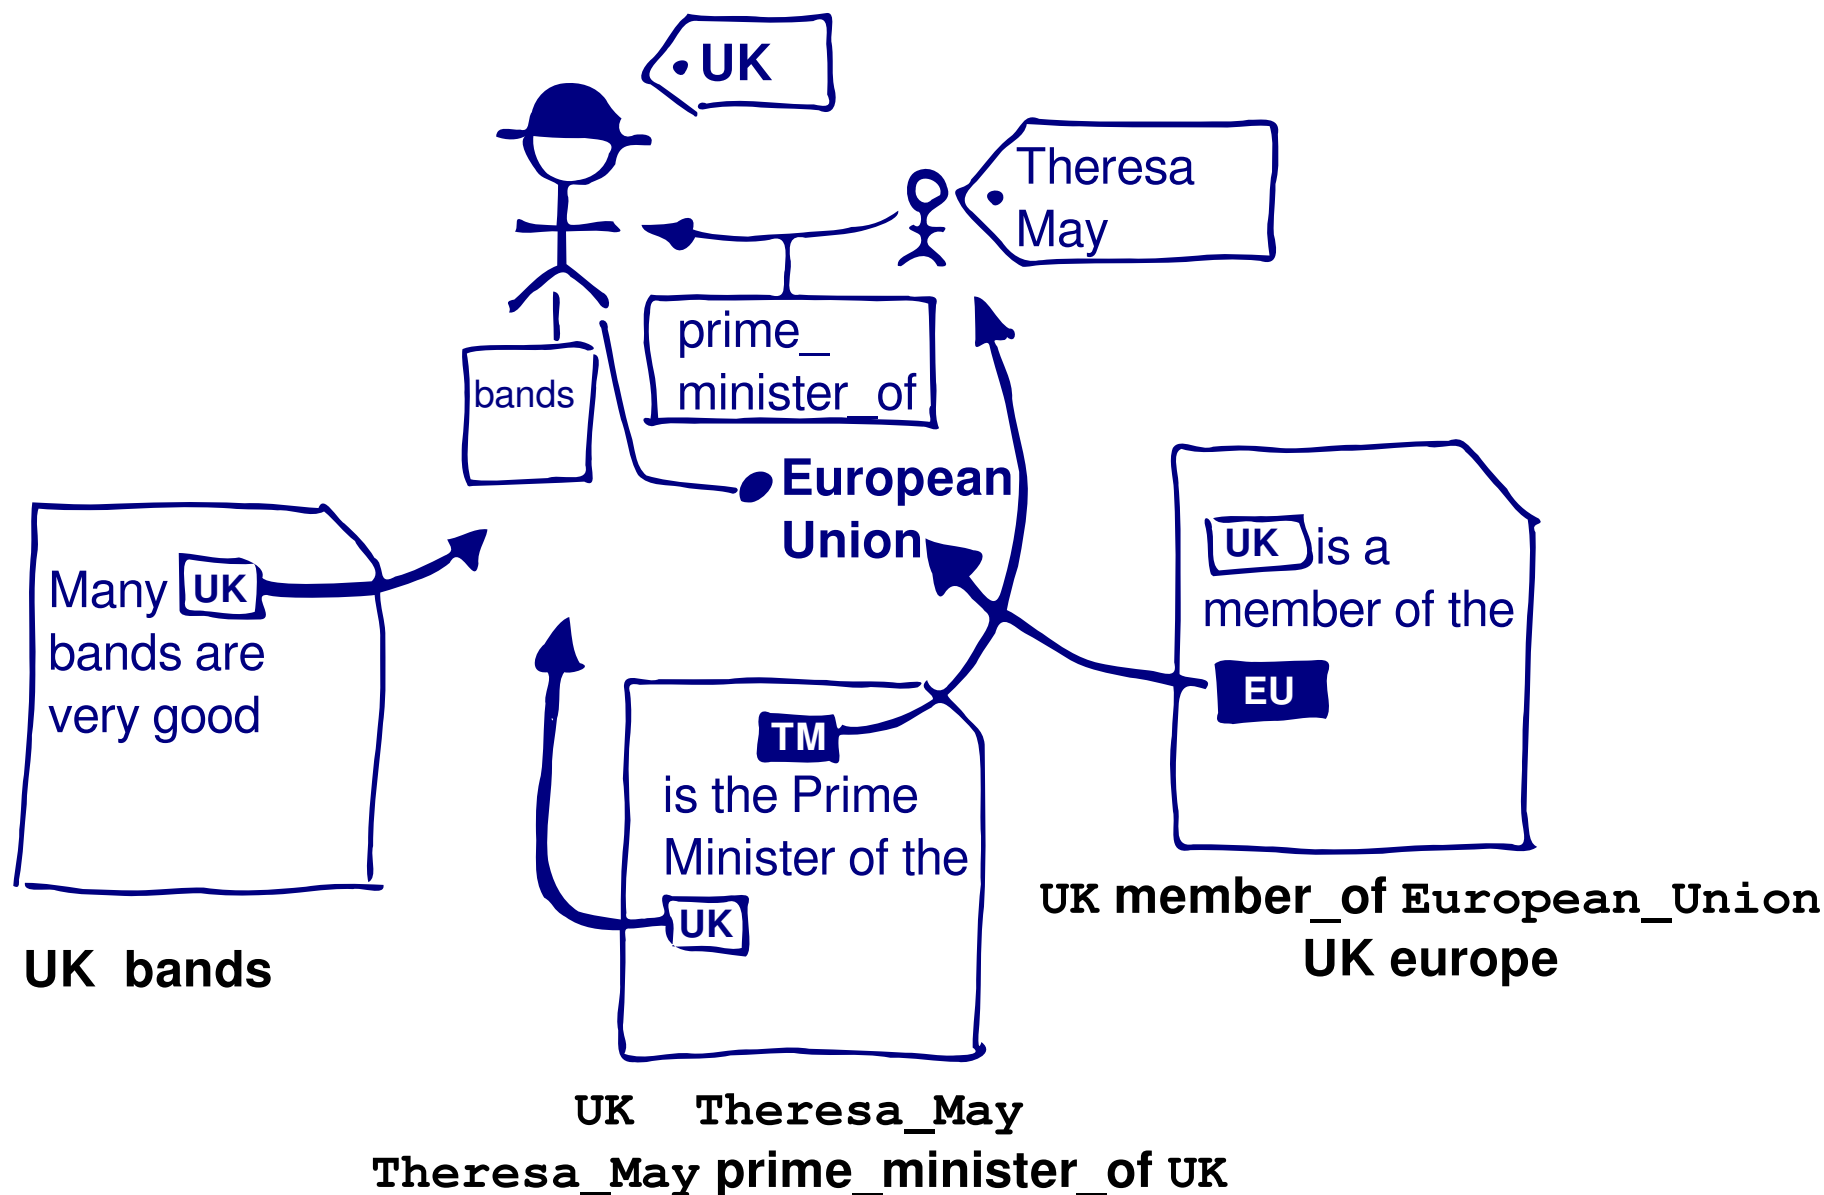 UK
Theresa
May
prime_
minister_of
bands
European
Union
Many UK
bands are
very good
UK is a
member of the
EU
TM
is the Prime
Minister of the
UK
UK member_of European_Union
UK europe
UK bands
UK Theresa_May
Theresa_May prime_minister_of UK